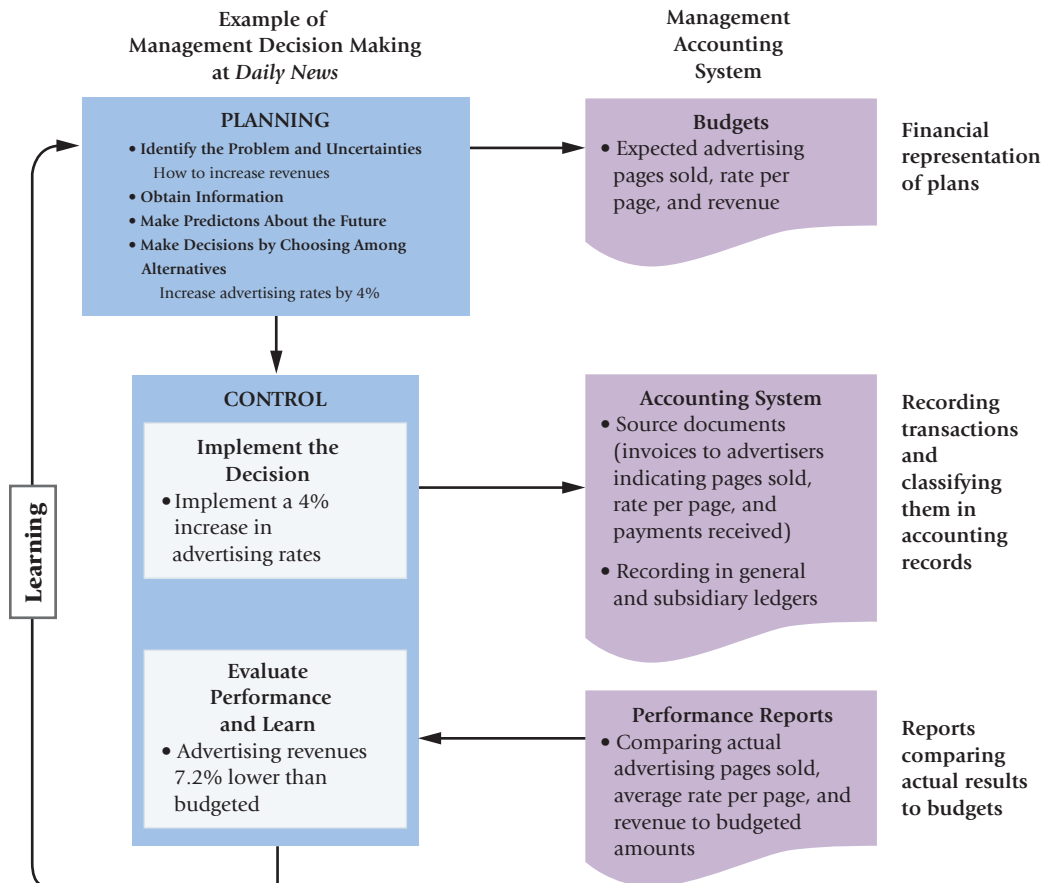 Example of
Management Decision Making
at Daily News
Management
Accounting
System
PLANNING
• Identify the Problem and Uncertainties
How to increase revenues
• Obtain Information
• Make Predictons About the Future
• Make Decisions by Choosing Among
Alternatives
Increase advertising rates by 4%
Budgets
• Expected advertising
pages sold, rate per
page, and revenue
Financial
representation
of plans
CONTROL
Implement the
Decision
• Implement a 4%
increase in
advertising rates
Accounting System
• Source documents
(invoices to advertisers
indicating pages sold,
rate per page, and
payments received)
• Recording in general
and subsidiary ledgers
Recording
transactions
and
classifying
them in
accounting
records
Learning
Evaluate
Performance
and Learn
• Advertising revenues
7.2% lower than
budgeted
Performance Reports
• Comparing actual
advertising pages sold,
average rate per page, and
revenue to budgeted
amounts
Reports
comparing
actual results
to budgets